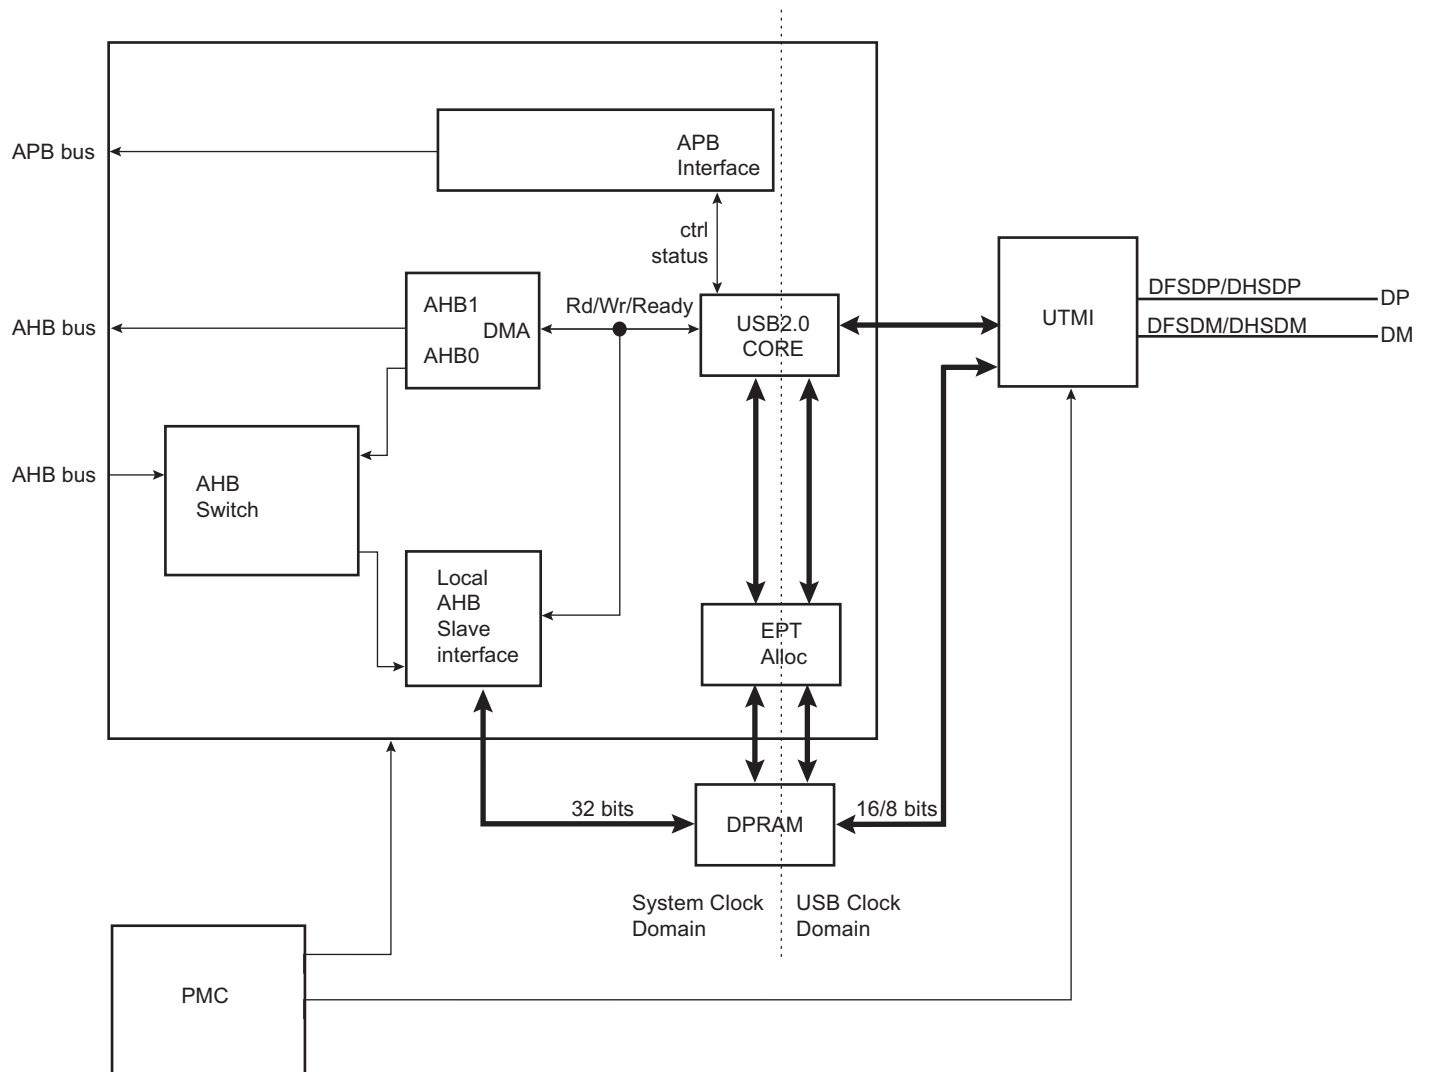 APB bus
APB
Interface
ctrl
status
AHB bus
AHB1
DMA
AHB0
Rd/Wr/Ready
USB2.0
CORE
UTMI
DFSDP/DHSDP
DP
DFSDM/DHSDM
DM
AHB bus
AHB
Switch
Local
AHB
Slave
interface
EPT
Alloc
32 bits
DPRAM
16/8 bits
System Clock
Domain
USB Clock
Domain
PMC